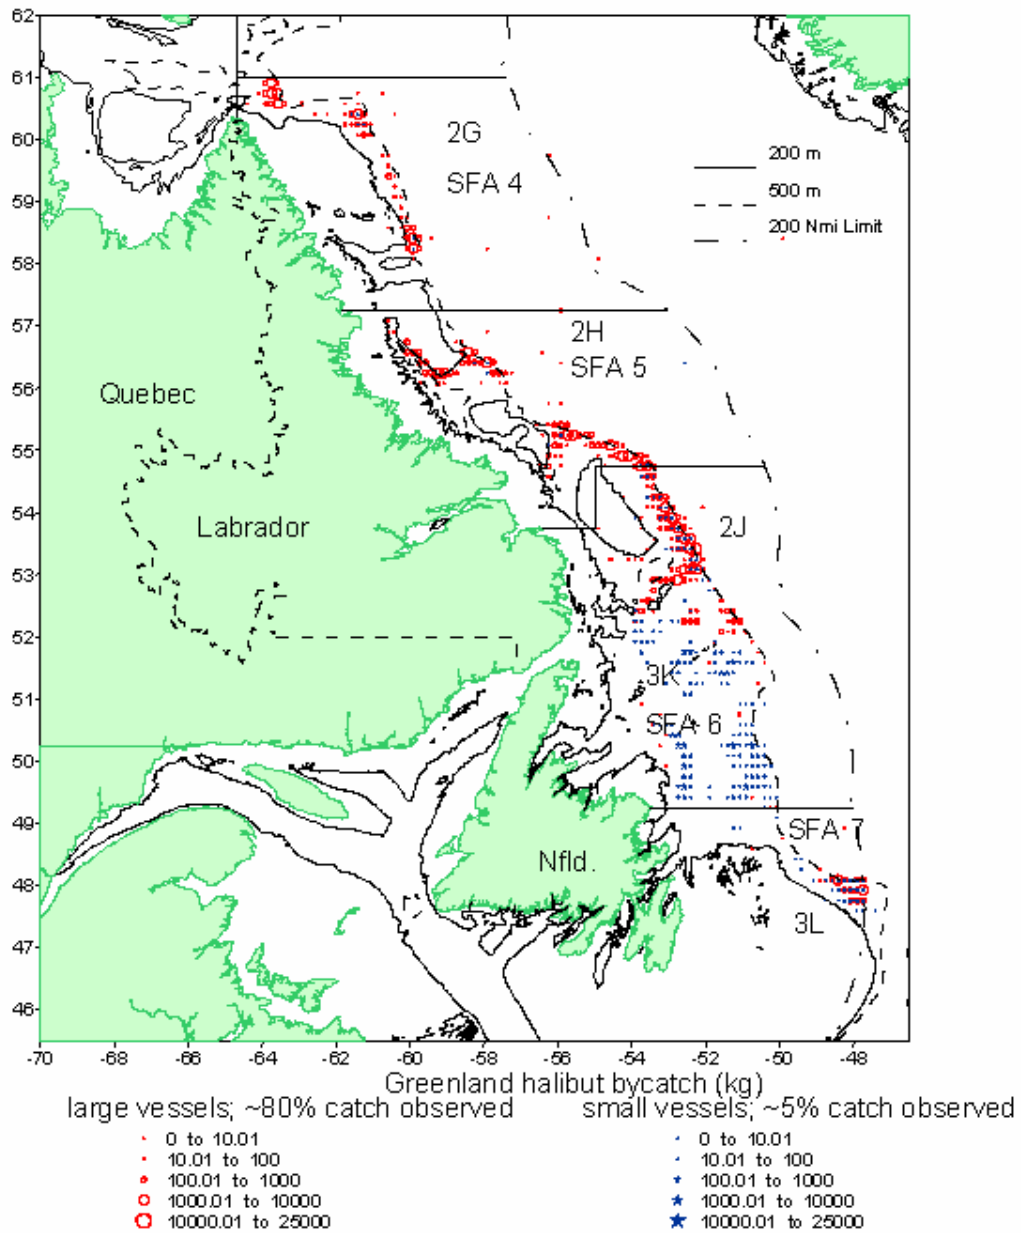 62
61
60
59
58
57
56
55
54
53
52
51
50
49
48
47
46
2G
SFA 4
200 m
500 m
200 Nmi Limit
2H
SFA 5
Quebec
Labrador
2J
3K
SFA 6
SFA 7
Nfld.
3L
-70 -68 -66 -64 -62 -60 -58 -56 -54 -52 -50 -48
Greenland halibut bycatch (kg)
large vessels; ~80% catch observed
0 to 10.01
10.01 to 100
100.01 to 1000
1000.01 to 10000
10000.01 to 25000
small vessels; ~5% catch observed
0 to 10.01
10.01 to 100
100.01 to 1000
1000.01 to 10000
10000.01 to 25000